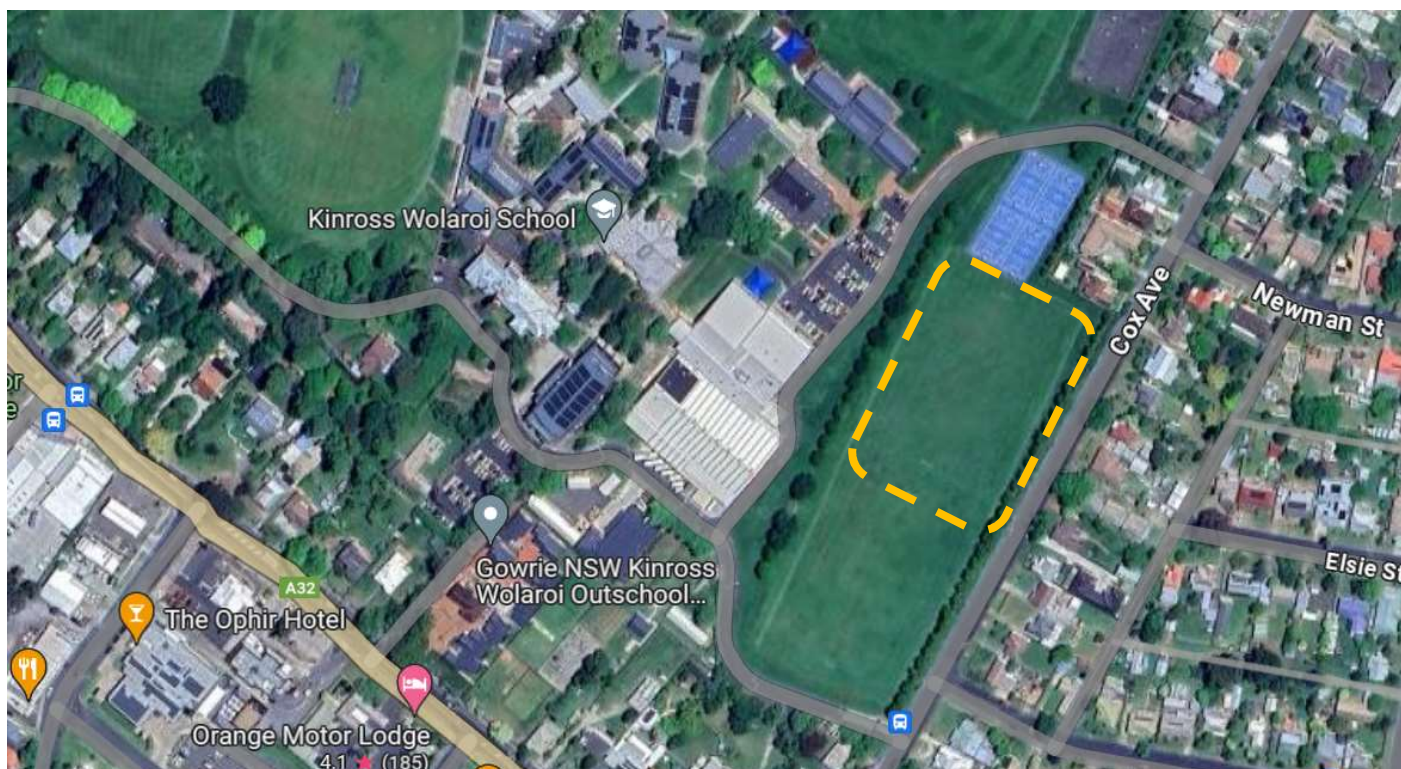 Kinross Wolaroi School
Cox Ave
Newman St
or
e
Gowrie NSW Kinross
Wolaroi Outschool...
Elsie St
A32
The Ophir Hotel
Orange Motor Lodge
4.1 ★ (185)